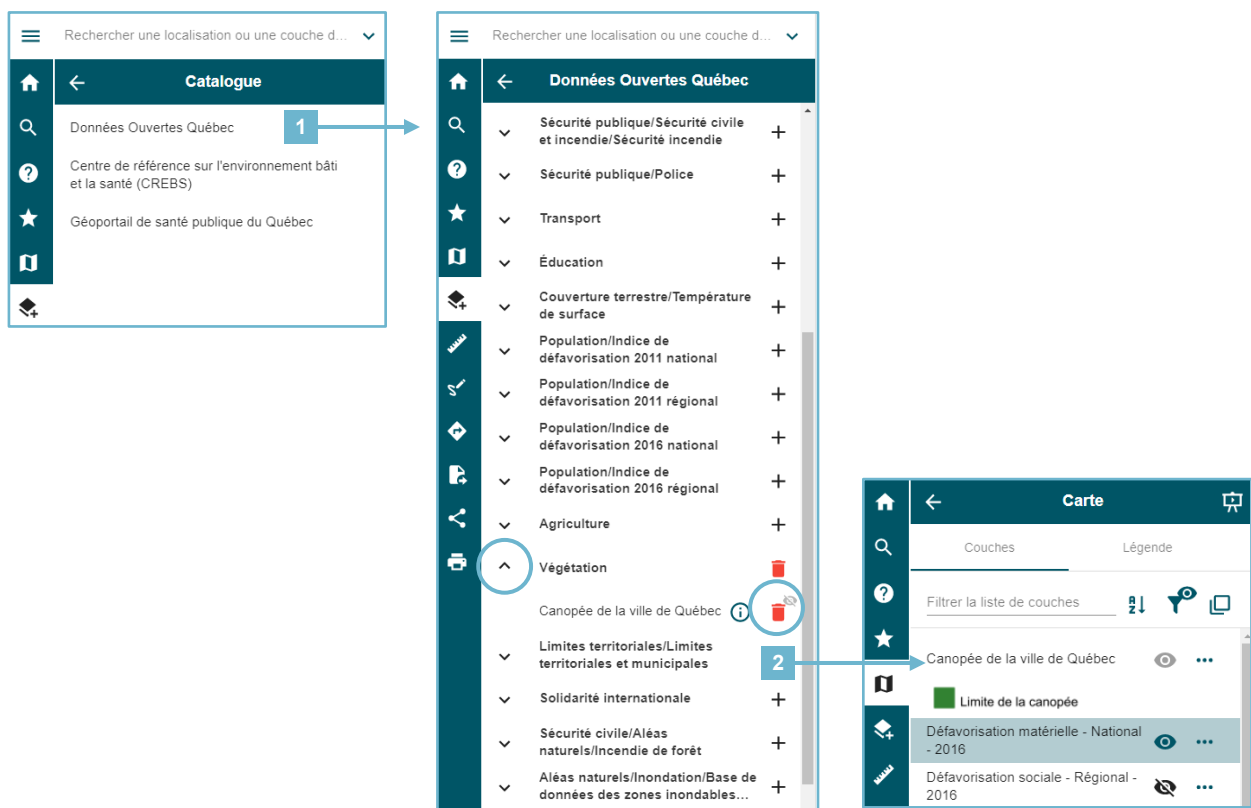 Rechercher une localisation ou une couche d...
Catalogue
Données Ouvertes Québec
1
Centre de référence sur l'environnement bâti
et la santé (CREBS)
Géoportail de santé publique du Québec
Rechercher une localisation ou une couche d...
Données Ouvertes Québec
Sécurité publique/Sécurité civile
et incendie/Sécurité incendie
Sécurité publique/Police
Transport
Éducation
Couverture terrestre/Température
de surface
Population/Indice de
défavorisation 2011 national
Population/Indice de
défavorisation 2011 régional
Population/Indice de
défavorisation 2016 national
Population/Indice de
défavorisation 2016 régional
Agriculture
Végétation
Canopée de la ville de Québec
Limites territoriales/Limites
territoriales et municipales
2
Solidarité internationale
Sécurité civile/Aléas
naturels/Incendie de forêt
Aléas naturels/Inondation/Base de
données des zones inondables...
Carte
Couches
Légende
Filtrer la liste de couches
A
Z
Canopée de la ville de Québec
Limite de la canopée
Défavorisation matérielle - National
- 2016
Défavorisation sociale - Régional -
2016